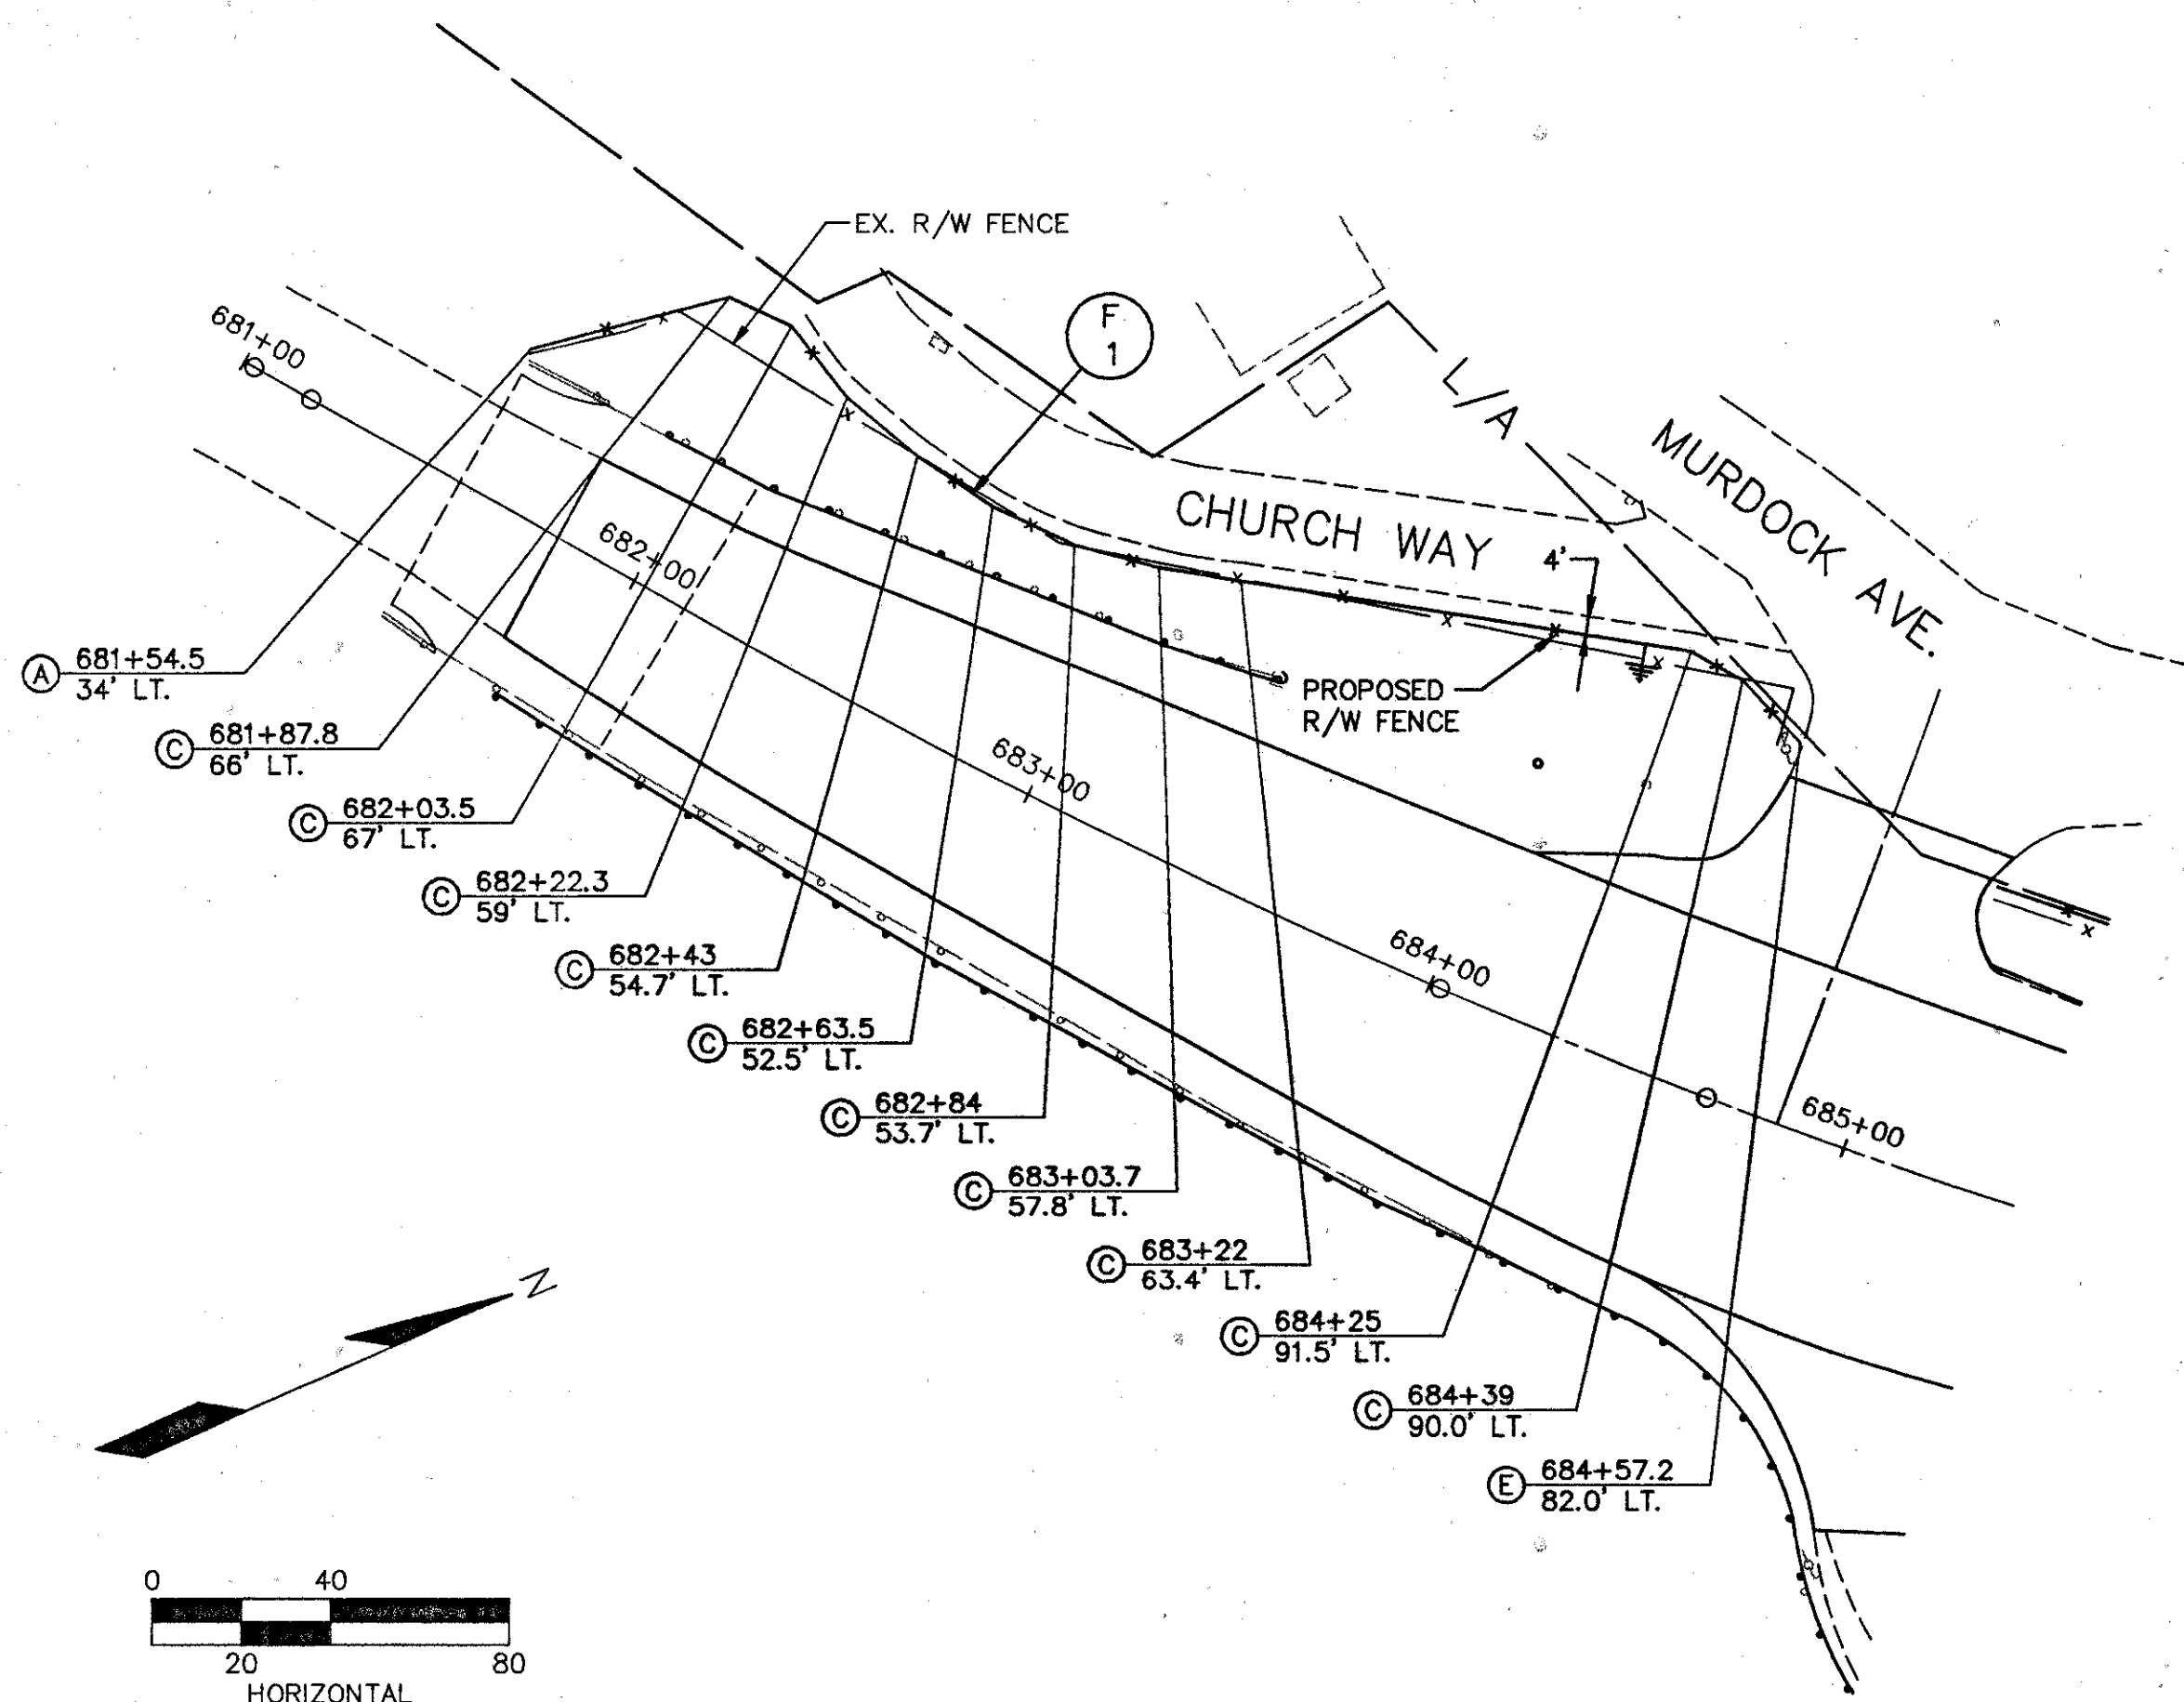 EX. R/W FENCE
681+00
F
1
L/A
MURDOCK AVE.
CHURCH WAY
4'
682+00
PROPOSED
R/W FENCE
683+00
684+00
685+00
A 681+54.5
34' LT.
C 681+87.8
66' LT.
C 682+03.5
67' LT.
C 682+22.3
59' LT.
C 682+43
54.7' LT.
C 682+63.5
52.5' LT.
C 682+84
53.7' LT.
C 683+03.7
57.8' LT.
C 683+22
63.4' LT.
C 684+25
91.5' LT.
C 684+39
90.0' LT.
E 684+57.2
82.0' LT.
N
0 40
20 80
HORIZONTAL